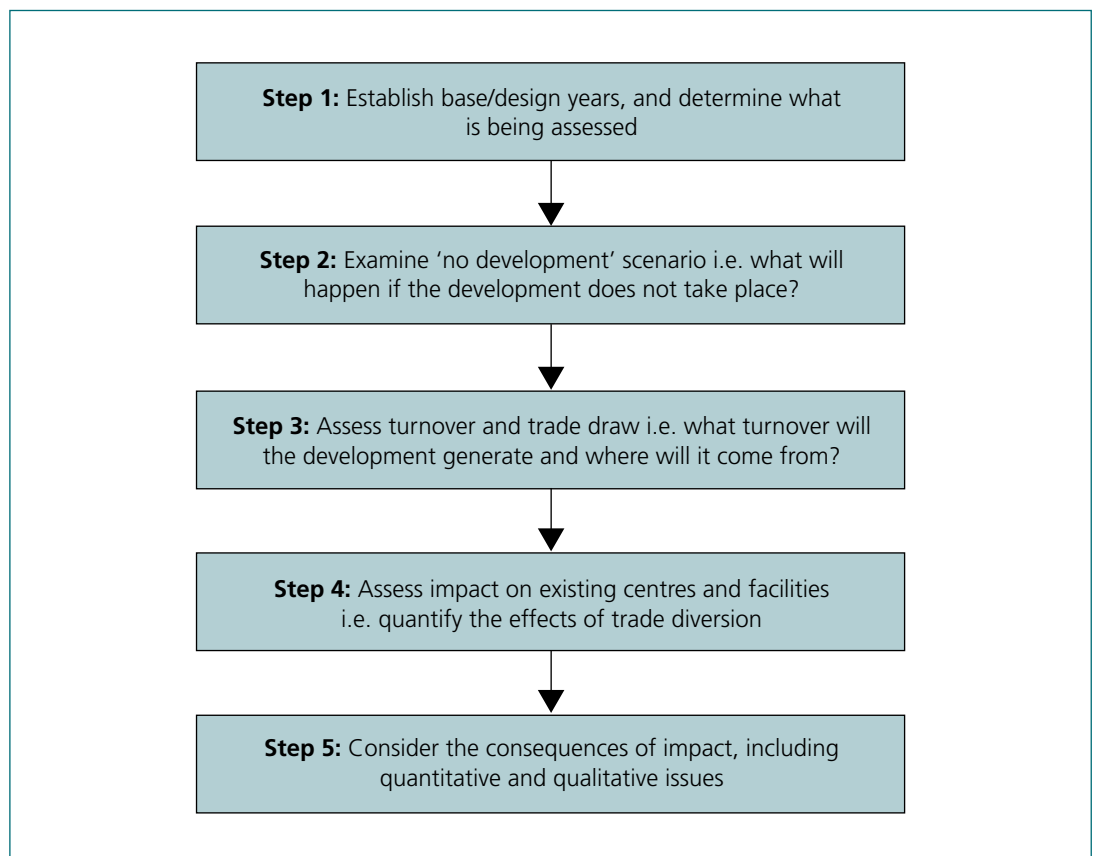 Step 1: Establish base/design years, and determine what
is being assessed
Step 2: Examine ‘no development’ scenario i.e. what will
happen if the development does not take place?
Step 3: Assess turnover and trade draw i.e. what turnover will
the development generate and where will it come from?
Step 4: Assess impact on existing centres and facilities
i.e. quantify the effects of trade diversion
Step 5: Consider the consequences of impact, including
quantitative and qualitative issues